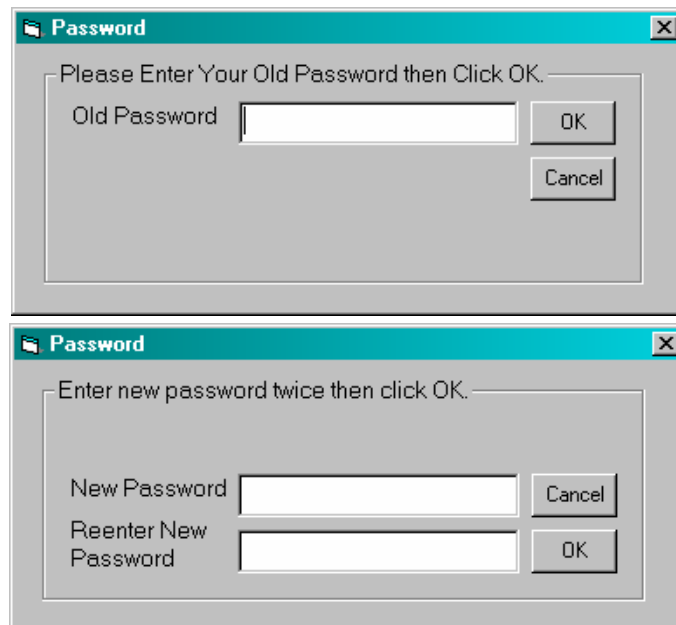 Password
Please Enter Your Old Password then Click OK.
Old Password
OK
Cancel
Password
Enter new password twice then click OK.
New Password
Cancel
Reenter New
Password
OK